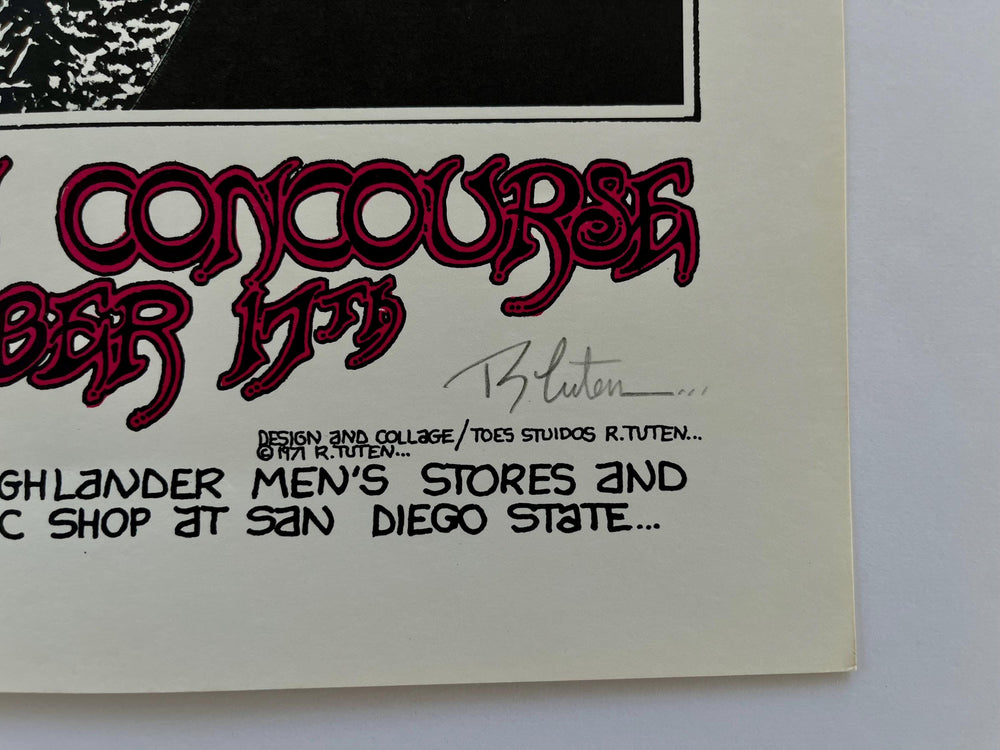 CONCOURSE
BER 17Th
R Tuten...
DESIGN AND COLLAGE/TOES STUIDOS R.TUTEN...
©1971 R.TUTEN...
GHLANDER MEN'S STORES AND
C SHOP AT SAN DIEGO STATE...